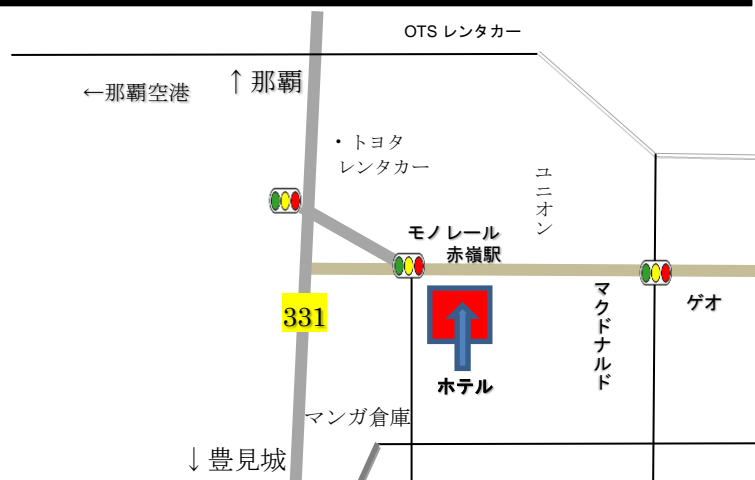 OTS レンタカー
←那覇空港
↑那覇
・トヨタ
レンタカー
ユニオン
モノレール
赤嶺駅
331
マクドナルド
ゲオ
ホテル
マンガ倉庫
↓豊見城